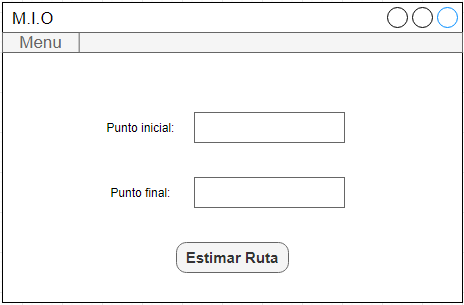 M.I.O
Menu
Punto inicial:
Punto final:
Estimar Ruta